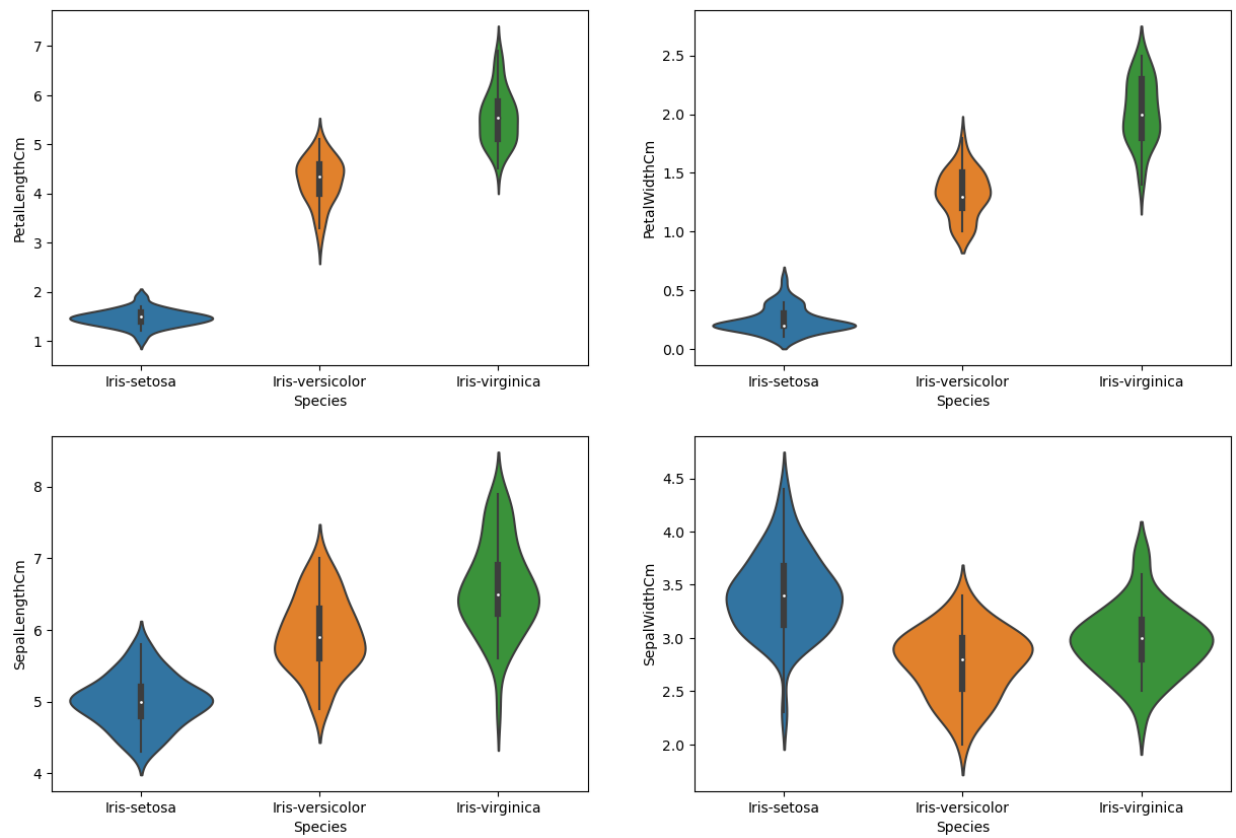 PetalLengthCm
7
6
5
4
3
2
1
Iris-setosa Iris-versicolor Iris-virginica
Species
PetalWidthCm
2.5
2.0
1.5
1.0
0.5
0.0
Iris-setosa Iris-versicolor Iris-virginica
Species
SepalLengthCm
8
7
6
5
4
Iris-setosa Iris-versicolor Iris-virginica
Species
SepalWidthCm
4.5
4.0
3.5
3.0
2.5
2.0
Iris-setosa Iris-versicolor Iris-virginica
Species